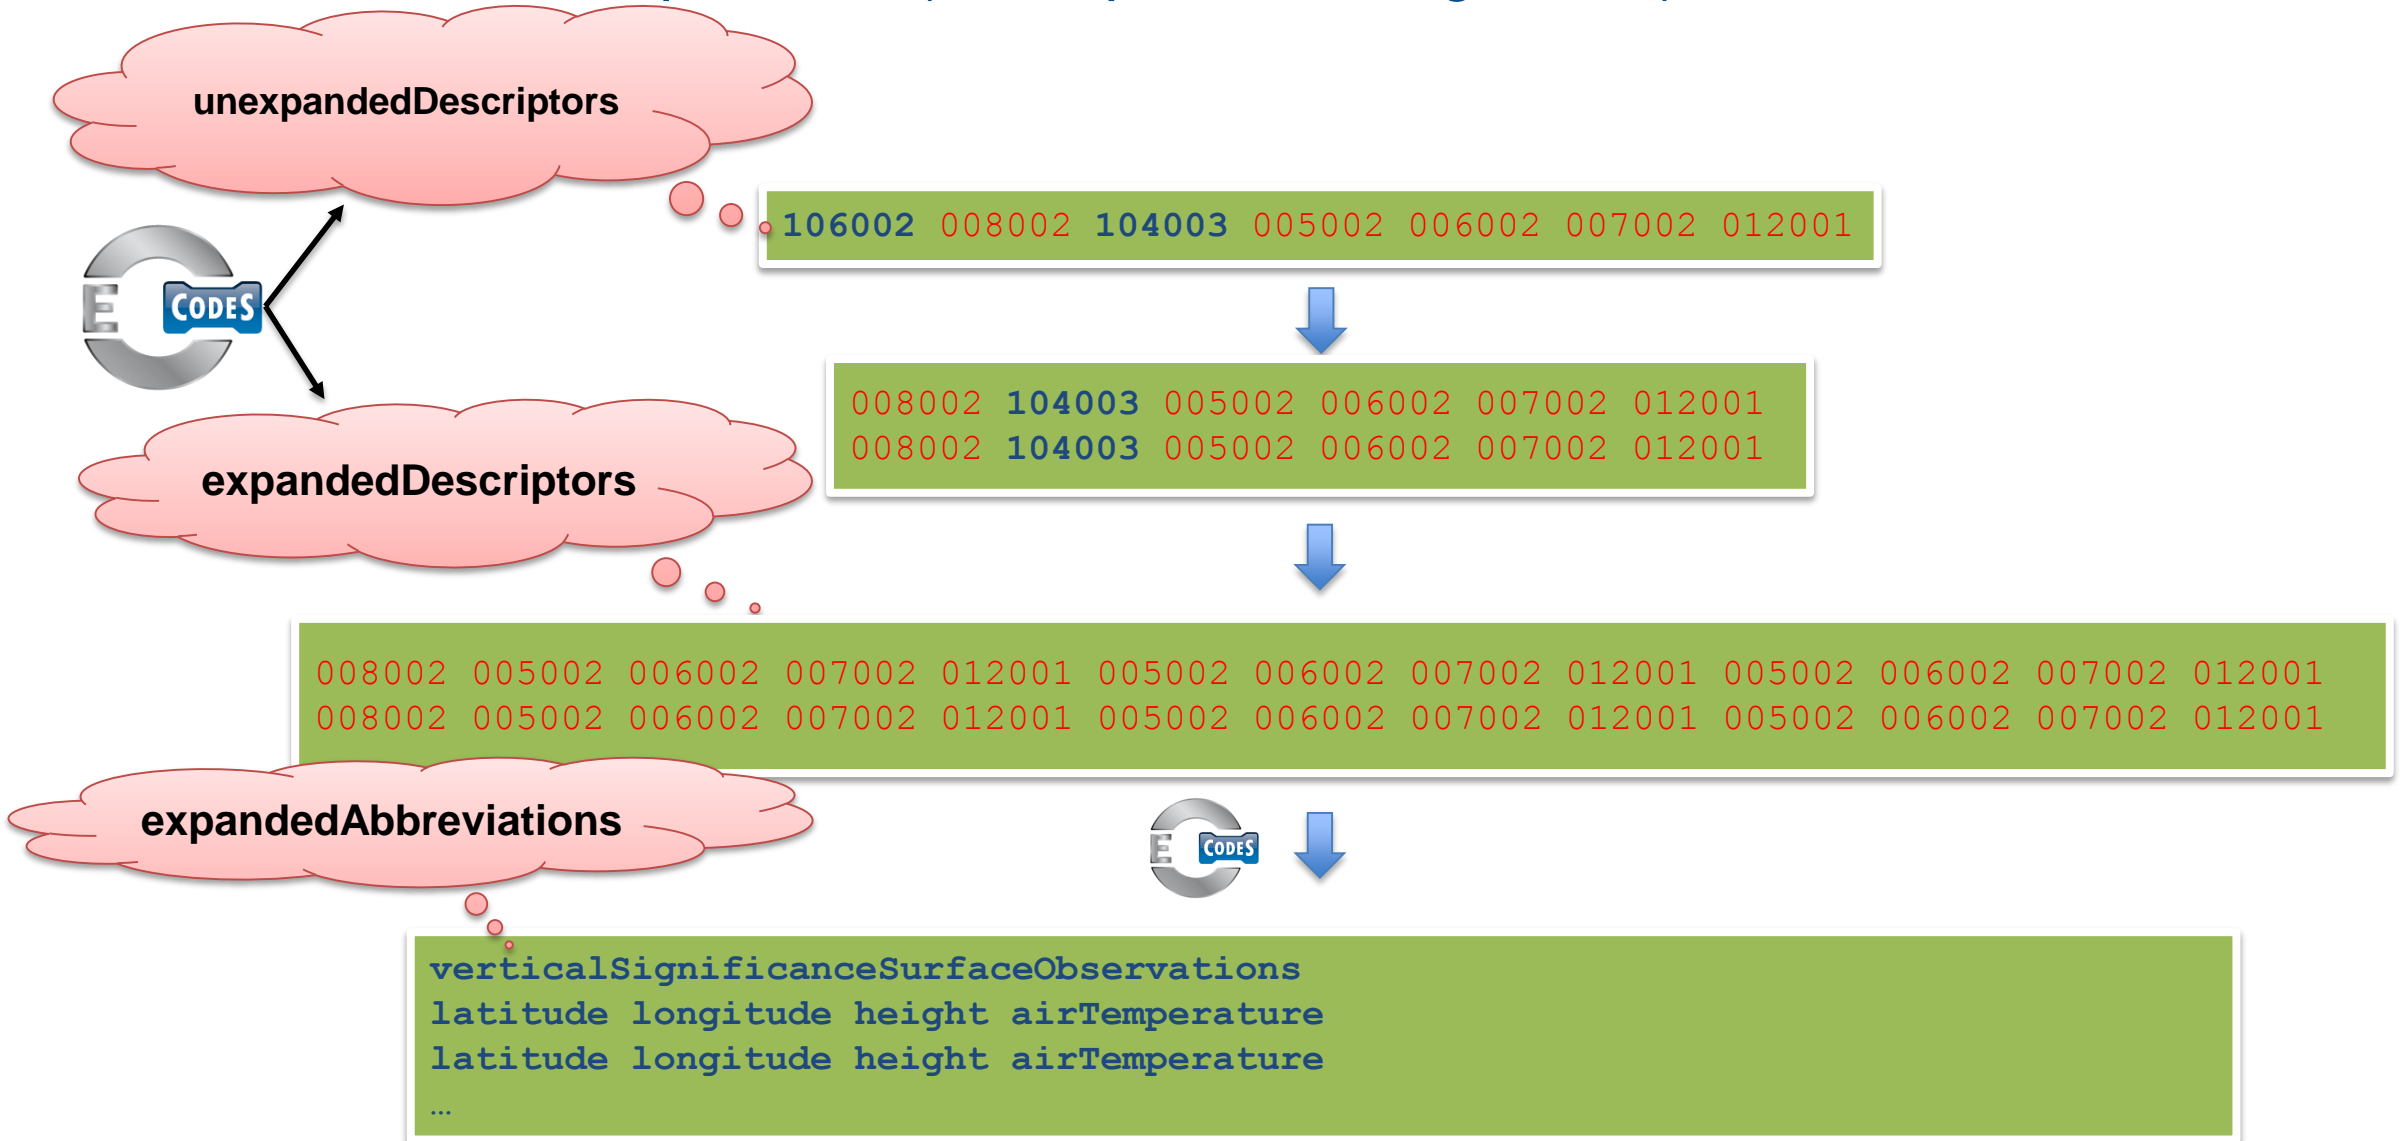 unexpandedDescriptors
106002 008002 104003 005002 006002 007002 012001
E CODES
008002 104003 005002 006002 007002 012001
008002 104003 005002 006002 007002 012001
expandedDescriptors
008002 005002 006002 007002 012001 005002 006002 007002 012001 005002 006002 007002 012001
008002 005002 006002 007002 012001 005002 006002 007002 012001 005002 006002 007002 012001
expandedAbbreviations
E CODES
verticalSignificanceSurfaceObservations
latitude longitude height airTemperature
latitude longitude height airTemperature
…